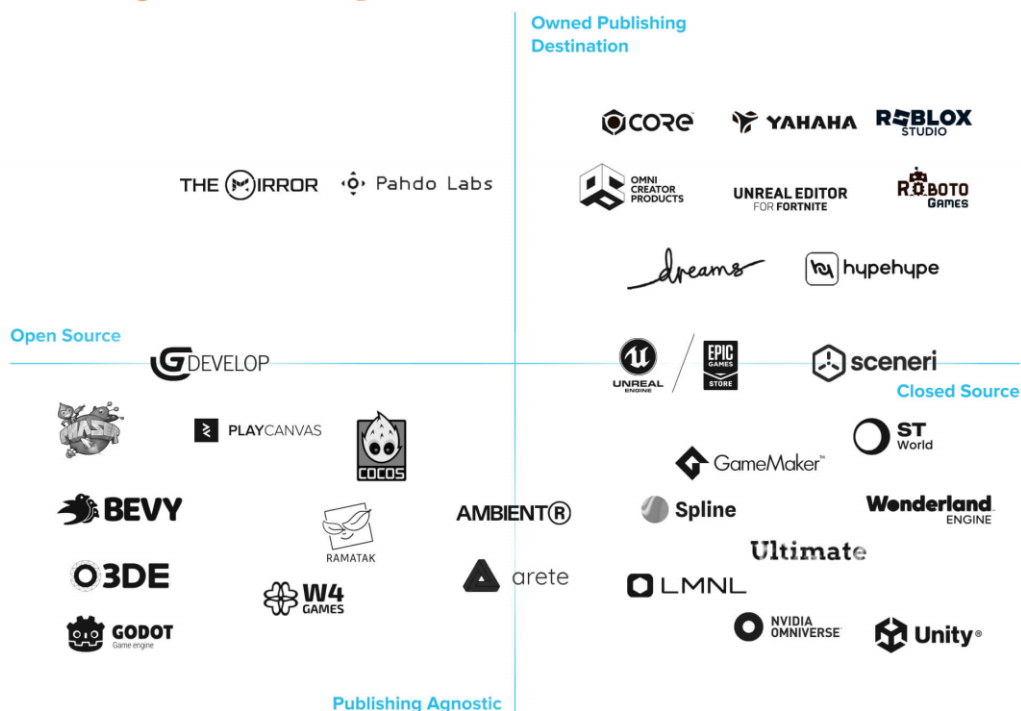 Owned Publishing
Destination
CORE
YAHAHA
ROBLOX
STUDIO
THE MIRROR
Pahdo Labs
OMNI
CREATOR
PRODUCTS
UNREAL EDITOR
FOR FORTNITE
ROBOTO
GAMES
dreams
hypehype
Open Source
GDEVELOP
UNREAL
ENGINE
EPIC
GAMES
STORE
sceneri
Closed Source
PHASER
PLAYCANVAS
COCOS
GameMaker™
ST
World
BEVY
RAMATAK
AMBIENT®
Spline
Wonderland
ENGINE
Ultimate
O3DE
W4
GAMES
arete
LMNL
GODOT
Game engine
NVIDIA
OMNIVERSE
Unity®
Publishing Agnostic